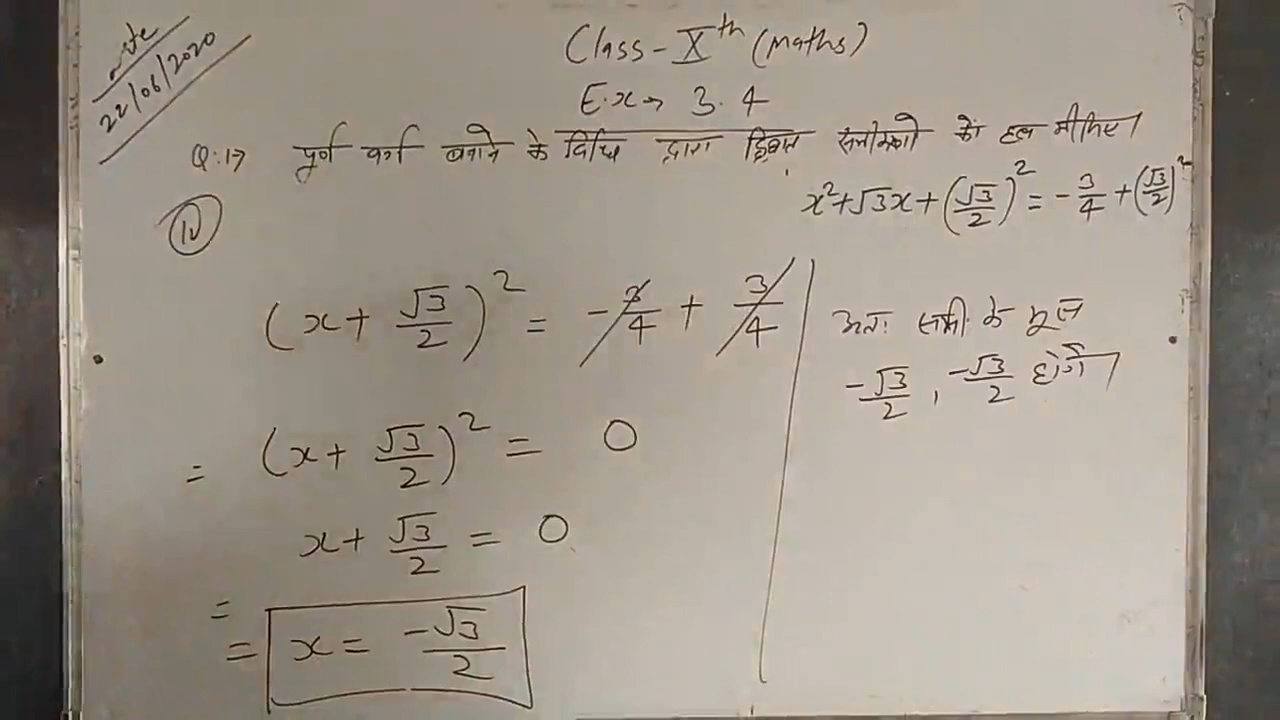 Date
22/06/2020
Class - Xth (Maths)
Ex → 3.4
Q.1→ पूर्ण वर्ग बनाने के विधि द्वारा द्विघात समीकरणों को हल कीजिए।
(iv)
x² + √3x + (√3/2)² = -3/4 + (√3/2)²
(x + √3/2)² = -3/4 + 3/4
= (x + √3/2)² = 0
x + √3/2 = 0
=
= x = -√3/2
अतः समी० के मूल
-√3/2 , -√3/2 होंगे।